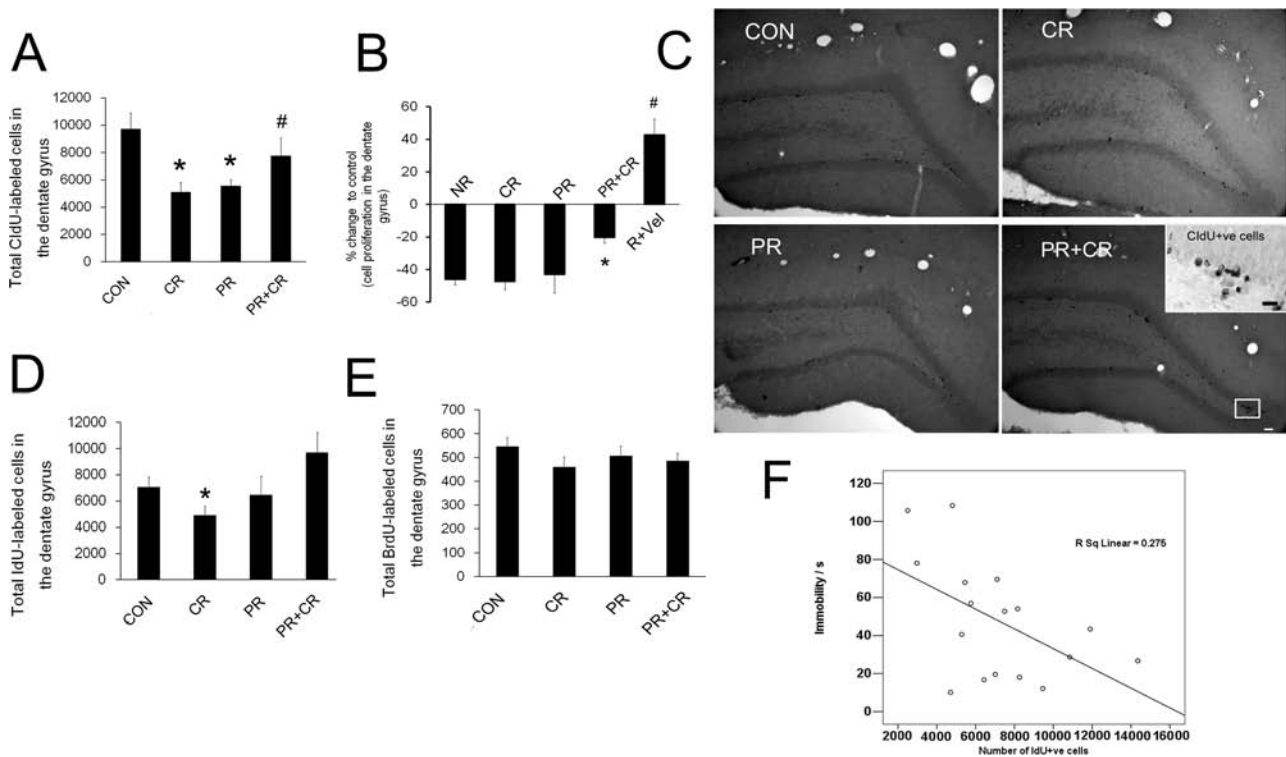 A
Total CldU-labeled cells in
the dentate gyrus
12000
10000
8000
6000
4000
2000
0
*
*
#
CON
CR
PR
PR+CR
B
% change to control
(cell proliferation in the dentate
gyrus)
60
40
20
0
-20
-40
-60
NR
CR
PR
PR+CR
*
#
R+Vel
C
CON
CR
PR
PR+CR
CldU+ve cells
D
Total IdU-labeled cells in
the dentate gyrus
12000
10000
8000
6000
4000
2000
0
*
CON
CR
PR
PR+CR
E
Total BrdU-labeled cells in
the dentate gyrus
700
600
500
400
300
200
100
0
CON
CR
PR
PR+CR
F
Immobility / s
120
100
80
60
40
20
0
R Sq Linear = 0.275
2000 4000 6000 8000 10000 12000 14000 16000
Number of IdU+ve cells